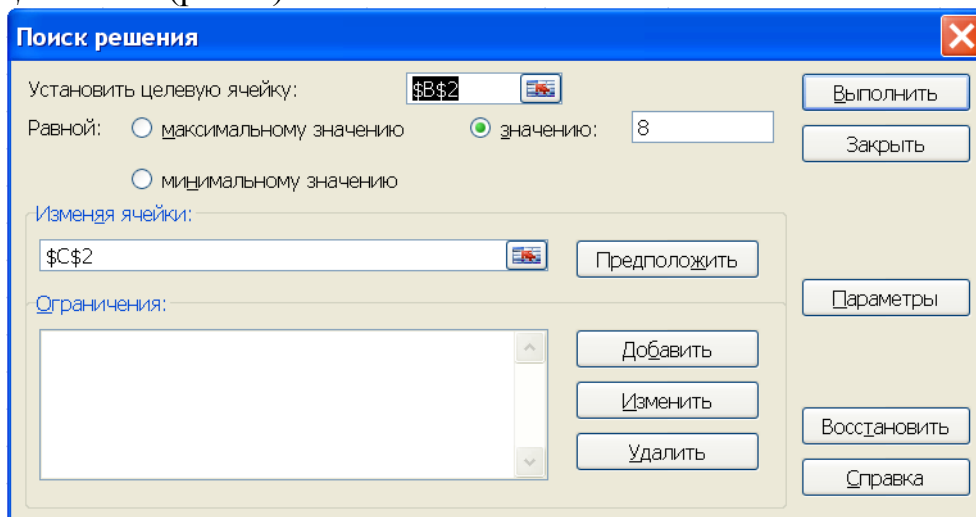 Поиск решения
Установить целевую ячейку: $B$2
Равной: максимальному значению значению: 8
минимальному значению
Изменяя ячейки:
$C$2
Предположить
Ограничения:
Добавить
Изменить
Удалить
Выполнить
Закрыть
Параметры
Восстановить
Справка